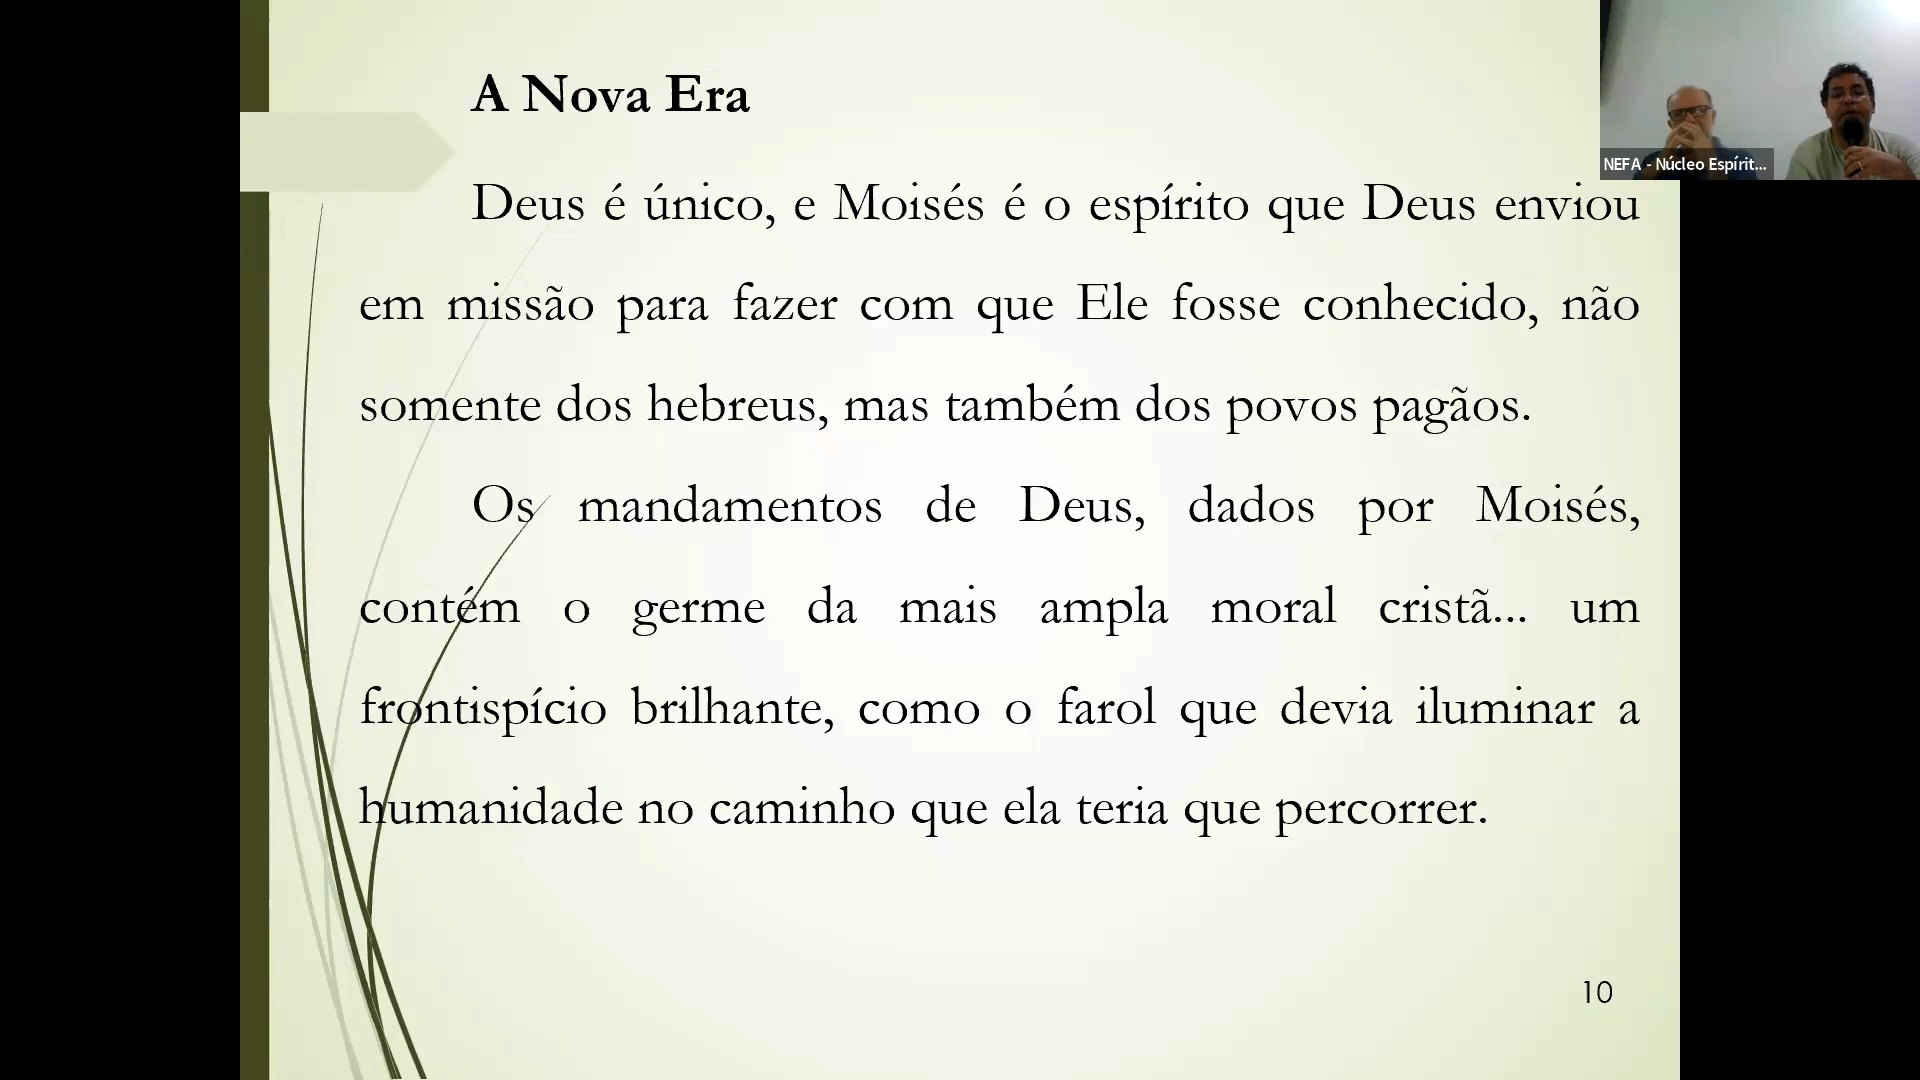 A Nova Era
Deus é único, e Moisés é o espírito que Deus enviou
em missão para fazer com que Ele fosse conhecido, não
somente dos hebreus, mas também dos povos pagãos.
Os mandamentos de Deus, dados por Moisés,
contém o germe da mais ampla moral cristã... um
frontispício brilhante, como o farol que devia iluminar a
humanidade no caminho que ela teria que percorrer.
10
NEFA - Núcleo Espírit...